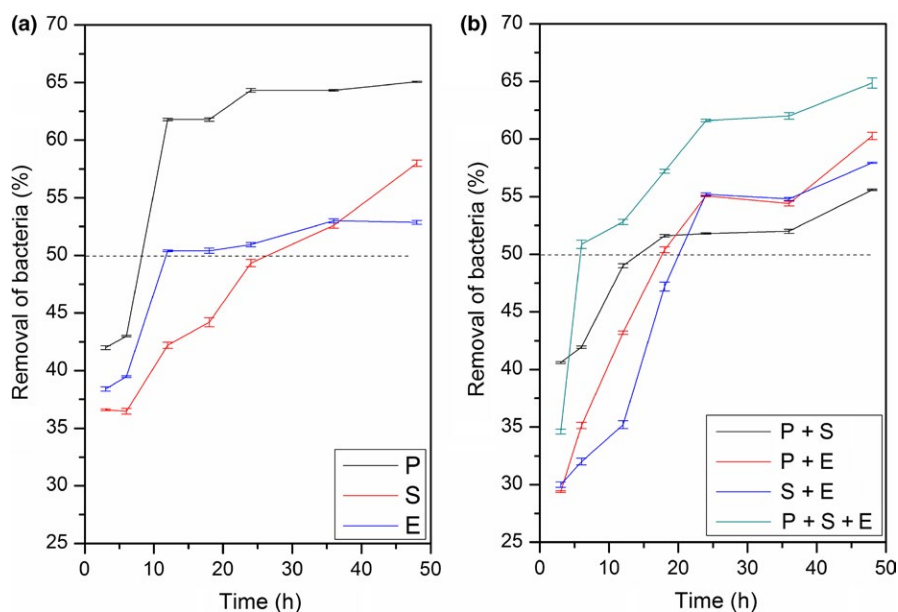 (a)
Removal of bacteria (%)
70
65
60
55
50
45
40
35
30
25
0 10 20 30 40 50
Time (h)
P
S
E
(b)
Removal of bacteria (%)
70
65
60
55
50
45
40
35
30
25
0 10 20 30 40 50
Time (h)
P + S
P + E
S + E
P + S + E